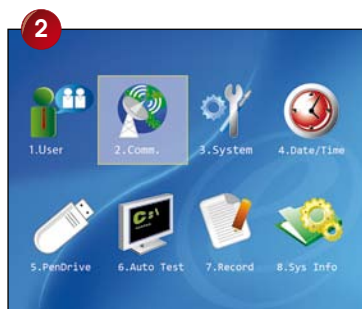 2
1.User
2.Comm.
3.System
4.Date/Time
C:\
5.PenDrive
6.Auto Test
7.Record
8.Sys Info